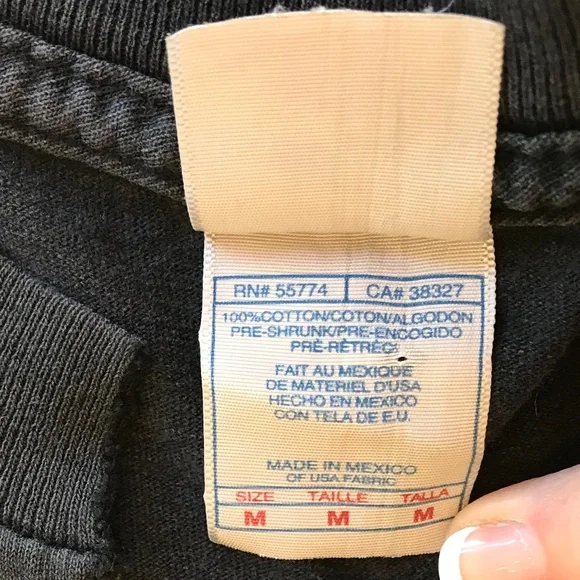 RN# 55774 CA# 38327
100%COTTON/COTON/ALGODON
PRE-SHRUNK/PRE-ENCOGIDO
PRÉ-RÉTRÉCI
FAIT AU MEXIQUE
DE MATERIEL D'USA
HECHO EN MEXICO
CON TELA DE E.U.
MADE IN MEXICO
OF USA FABRIC
SIZE TAILLE TALLA
M M M